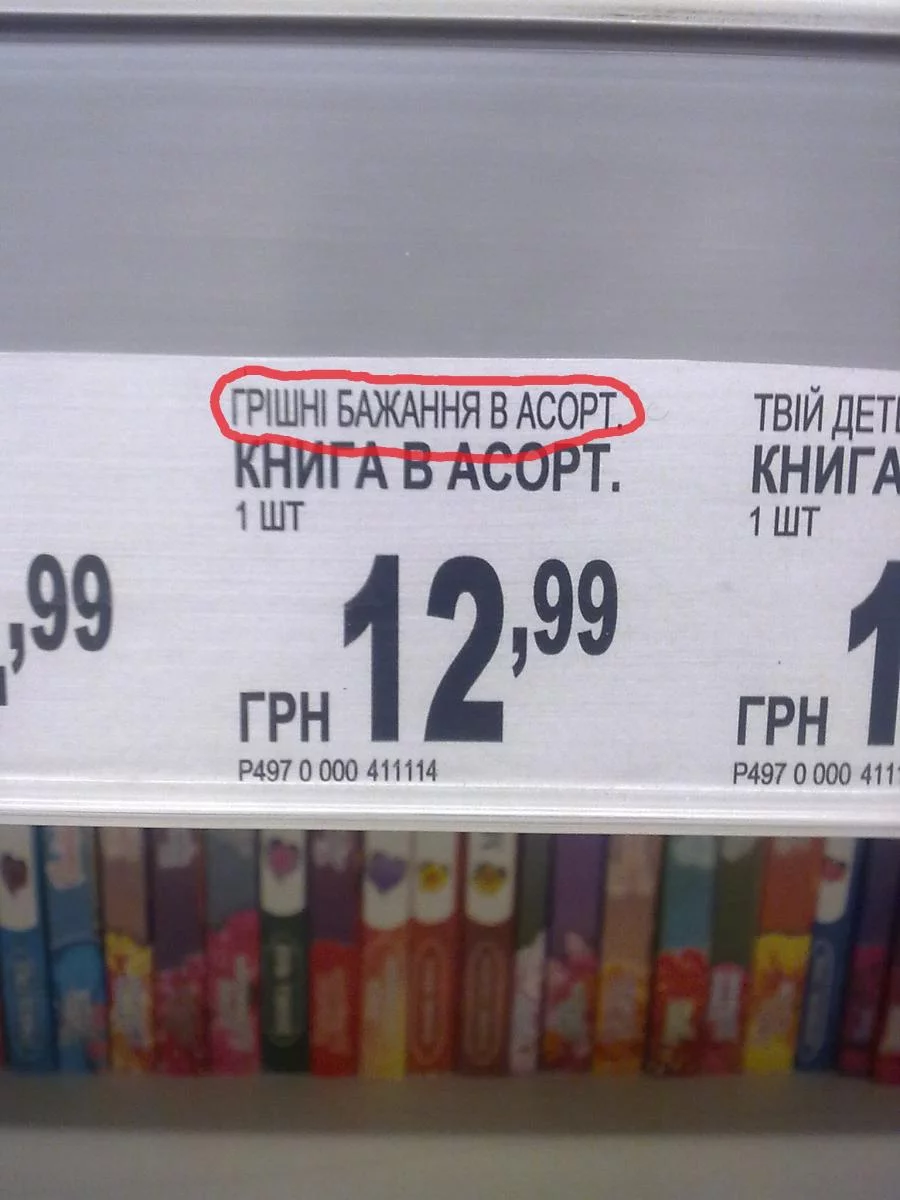 ГРІШНІ БАЖАННЯ В АСОРТ.
КНИГА В АСОРТ.
1 ШТ
ГРН 12,99
P497 0 000 411114
,99
ТВІЙ
КНИГА
1 ШТ
ГРН 1
P497 0 000 411